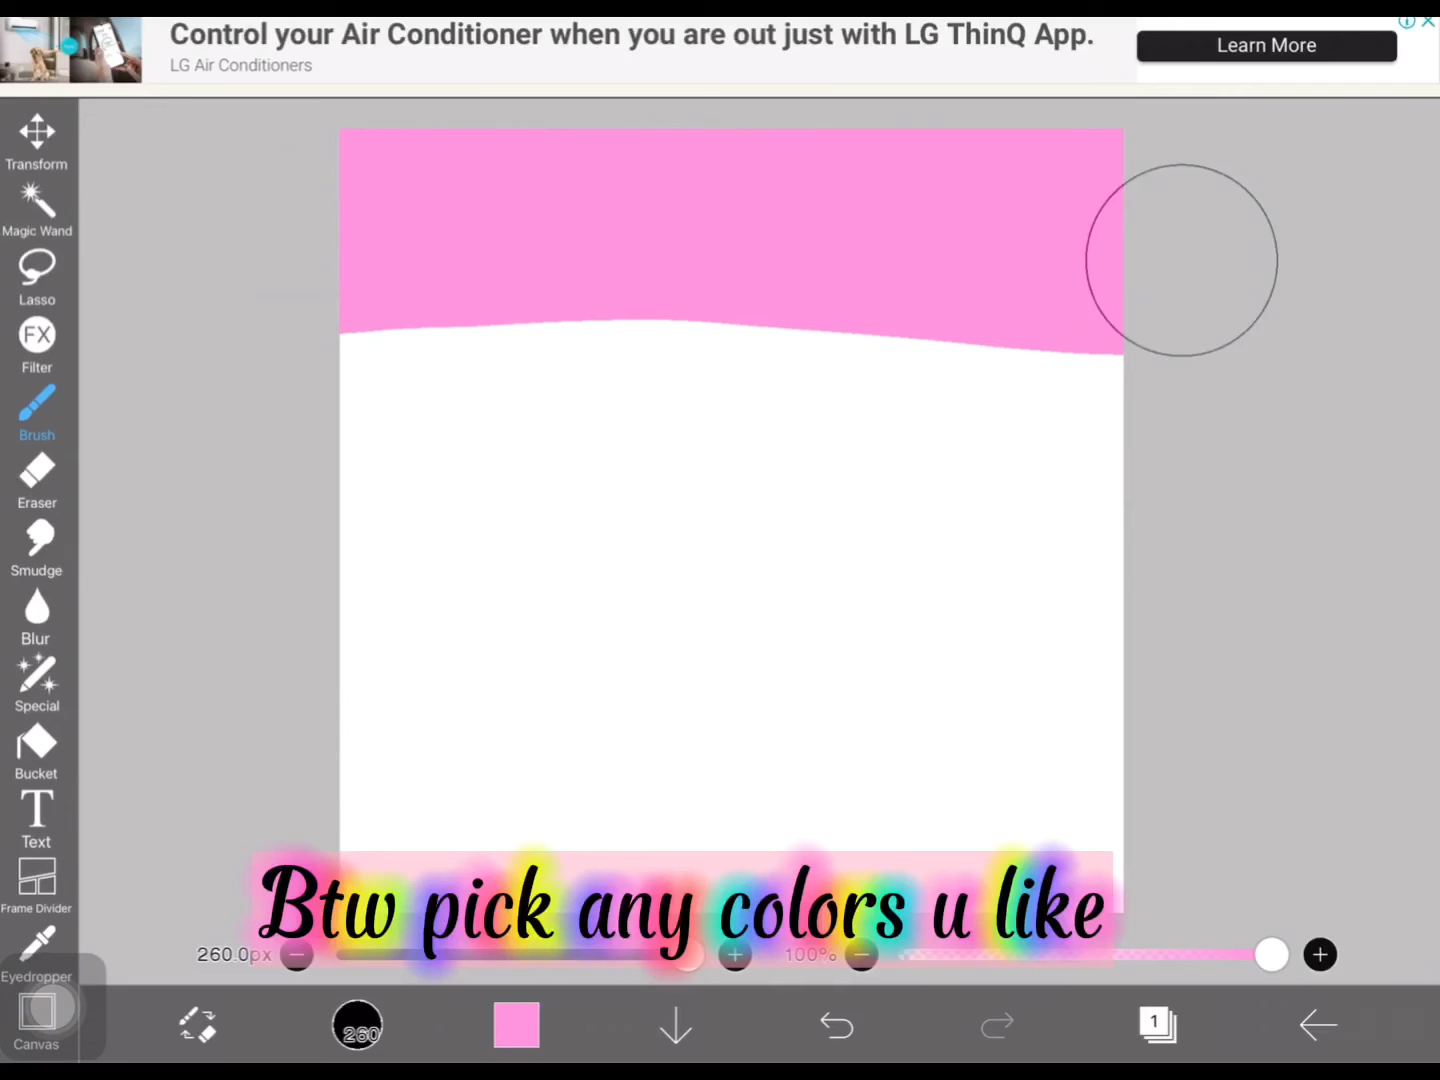 Control your Air Conditioner when you are out just with LG ThinQ App.
LG Air Conditioners
Learn More
Transform
Magic Wand
Lasso
FX
Filter
Brush
Eraser
Smudge
Blur
Special
Bucket
T
Text
Frame Divider
Eyedropper
Canvas
Btw pick any colors u like
260.0px
100%
260
1